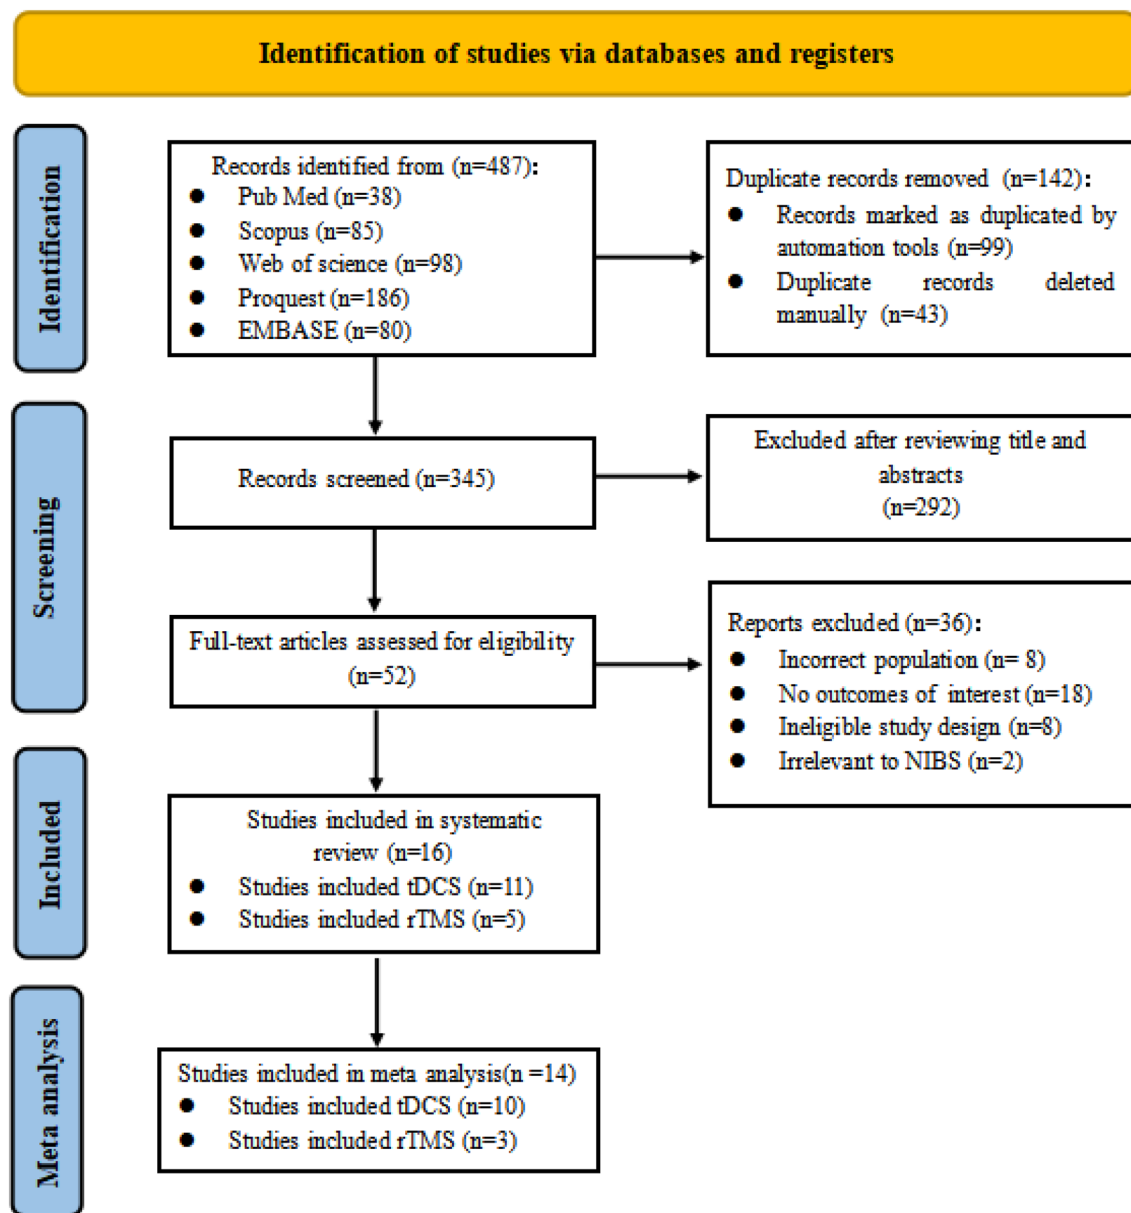 Identification of studies via databases and registers
Identification
Records identified from (n=487):
● Pub Med (n=38)
● Scopus (n=85)
● Web of science (n=98)
● Proquest (n=186)
● EMBASE (n=80)
Duplicate records removed (n=142):
● Records marked as duplicated by
automation tools (n=99)
● Duplicate records deleted
manually (n=43)
Screening
Records screened (n=345)
Excluded after reviewing title and
abstracts
(n=292)
Full-text articles assessed for eligibility
(n=52)
Reports excluded (n=36):
● Incorrect population (n= 8)
● No outcomes of interest (n=18)
● Ineligible study design (n=8)
● Irrelevant to NIBS (n=2)
Included
Studies included in systematic
review (n=16)
● Studies included tDCS (n=11)
● Studies included rTMS (n=5)
Meta analysis
Studies included in meta analysis(n =14)
● Studies included tDCS (n=10)
● Studies included rTMS (n=3)